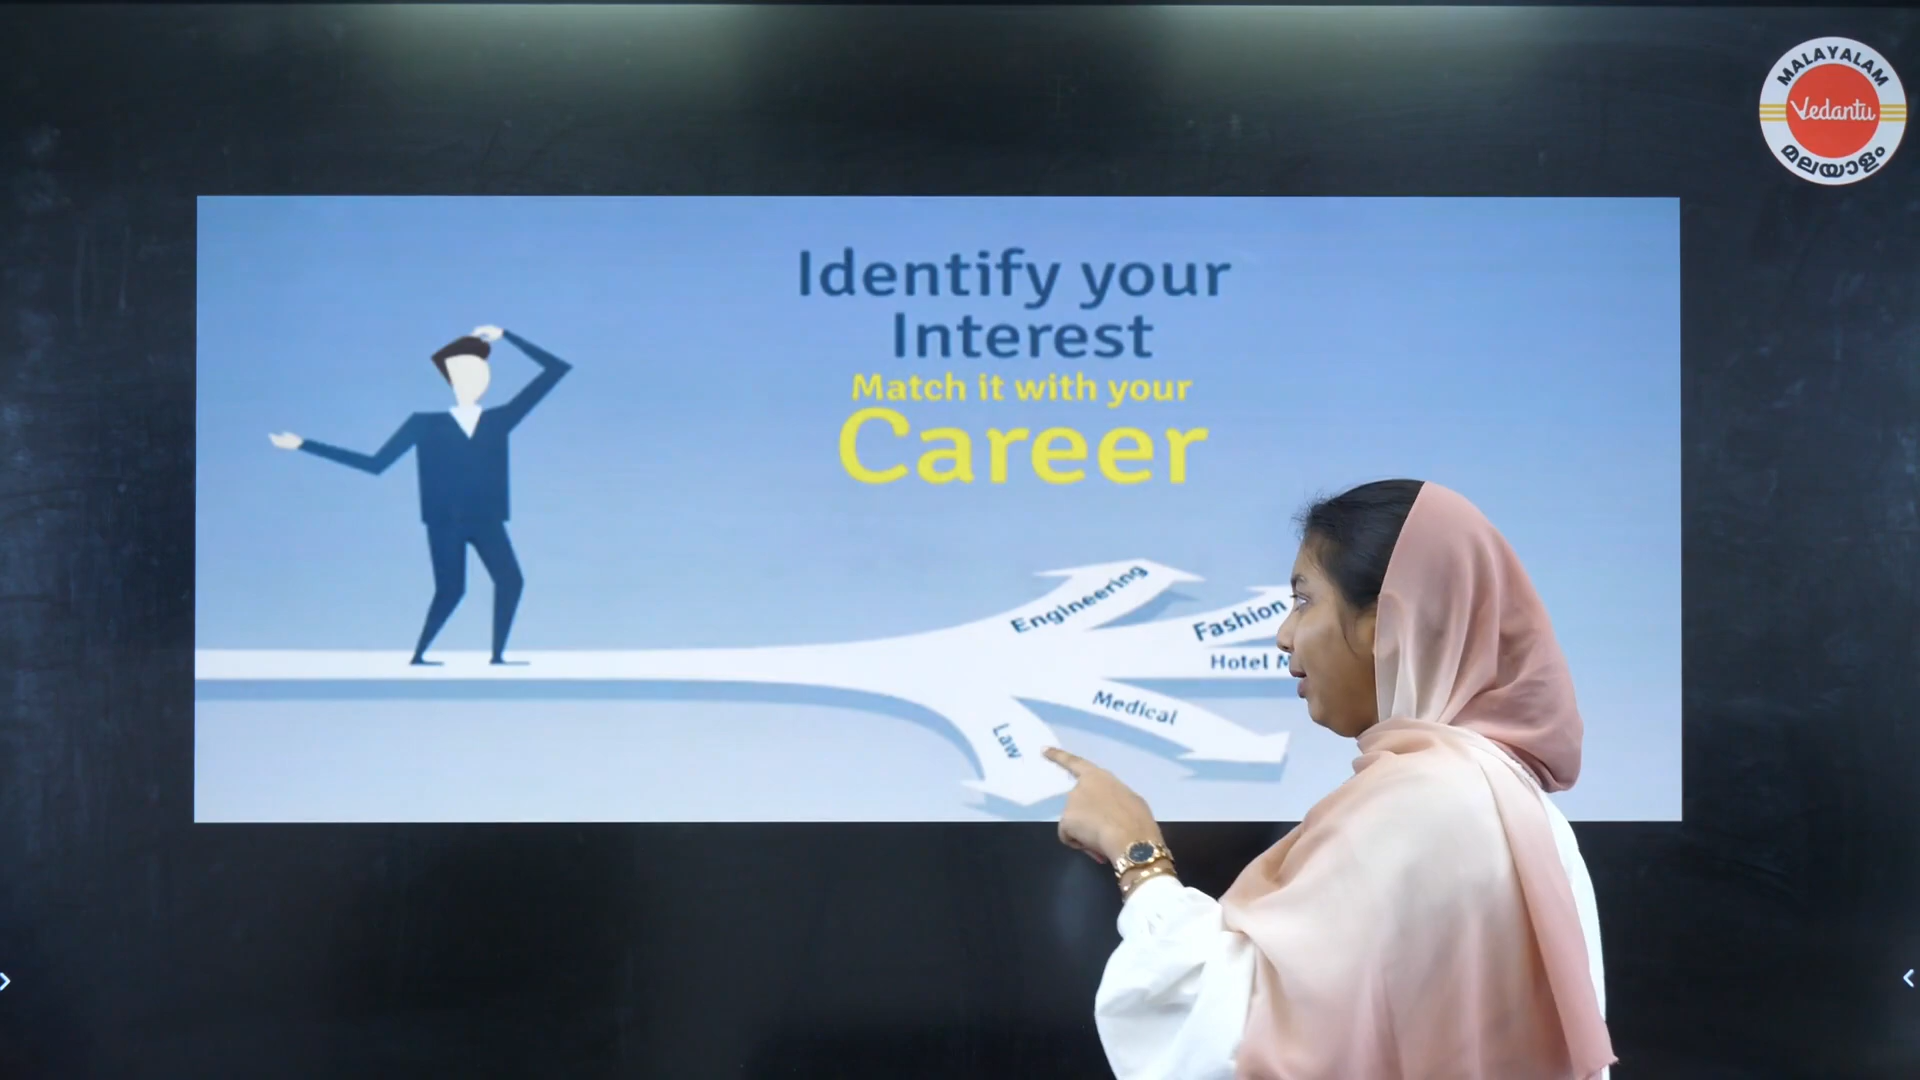 MALAYALAM
Vedantu
മലയാളം
Identify your
Interest
Match it with your
Career
Engineering
Fashion
Hotel
Medical
Law